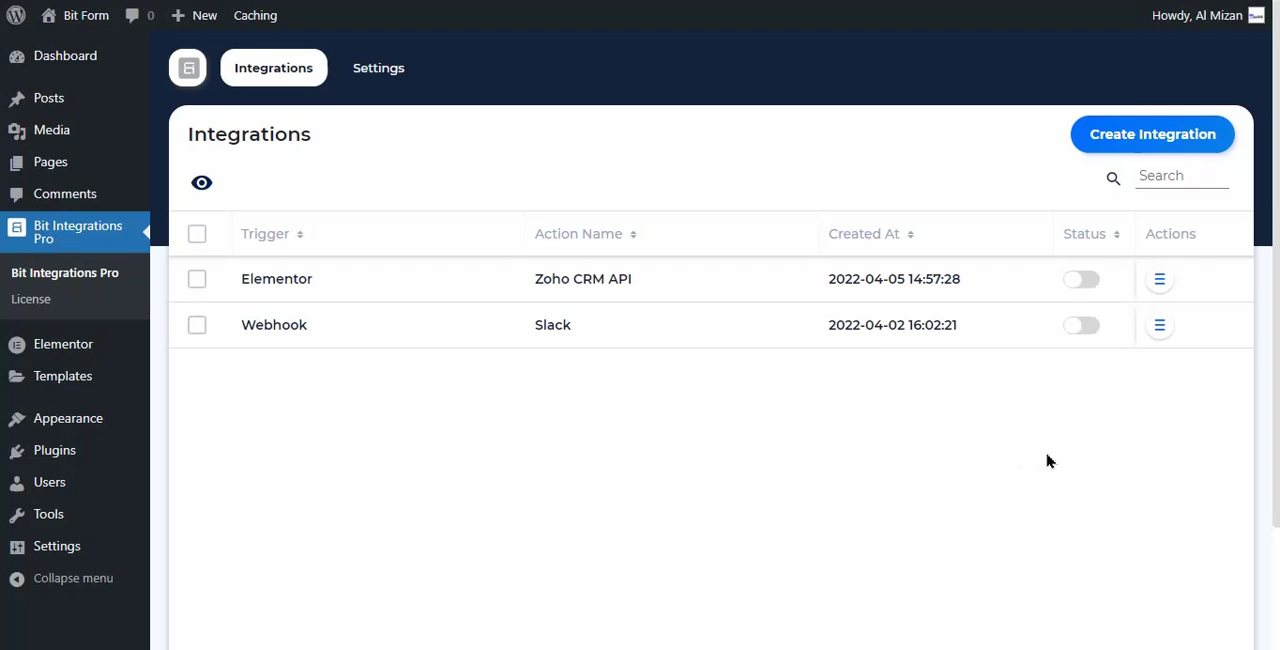 Bit Form 0 New Caching Howdy, Al Mizan
Dashboard
Posts
Media
Pages
Comments
Bit Integrations
Pro
Bit Integrations Pro
License
Elementor
Templates
Appearance
Plugins
Users
Tools
Settings
Collapse menu
Integrations Settings
Integrations Create Integration
Search
Trigger Action Name Created At Status Actions
Elementor Zoho CRM API 2022-04-05 14:57:28
Webhook Slack 2022-04-02 16:02:21